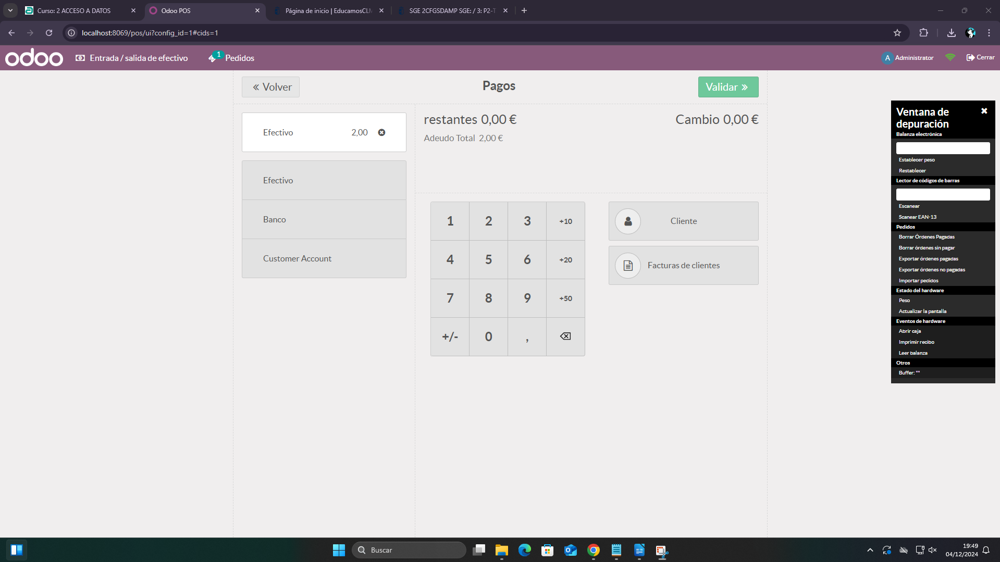 Curso: 2 ACCESO A DATOS
Odoo POS
Página de inicio | EducamosCLM
SGE 2CFGSDAMP SGE: / 3: P2-T
localhost:8069/pos/ui?config_id=1#cids=1
odoo
Entrada / salida de efectivo
1
Pedidos
A
Administrator
Cerrar
« Volver
Pagos
Validar »
Efectivo
2,00
restantes 0,00 €
Cambio 0,00 €
Adeudo Total 2,00 €
Efectivo
Banco
Customer Account
1
2
3
+10
4
5
6
+20
7
8
9
+50
+/-
0
,
Cliente
Facturas de clientes
Ventana de
depuración
Balanza electrónica
Establecer peso
Restablecer
Lector de códigos de barras
Escanear
Scanear EAN-13
Pedidos
Borrar Órdenes Pagadas
Borrar órdenes sin pagar
Exportar órdenes pagadas
Exportar órdenes no pagadas
Importar pedidos
Estado del hardware
Peso
Actualizar la pantalla
Eventos de hardware
Abrir caja
Imprimir recibo
Leer balanza
Otros
Buffer: ""
Buscar
19:49
04/12/2024